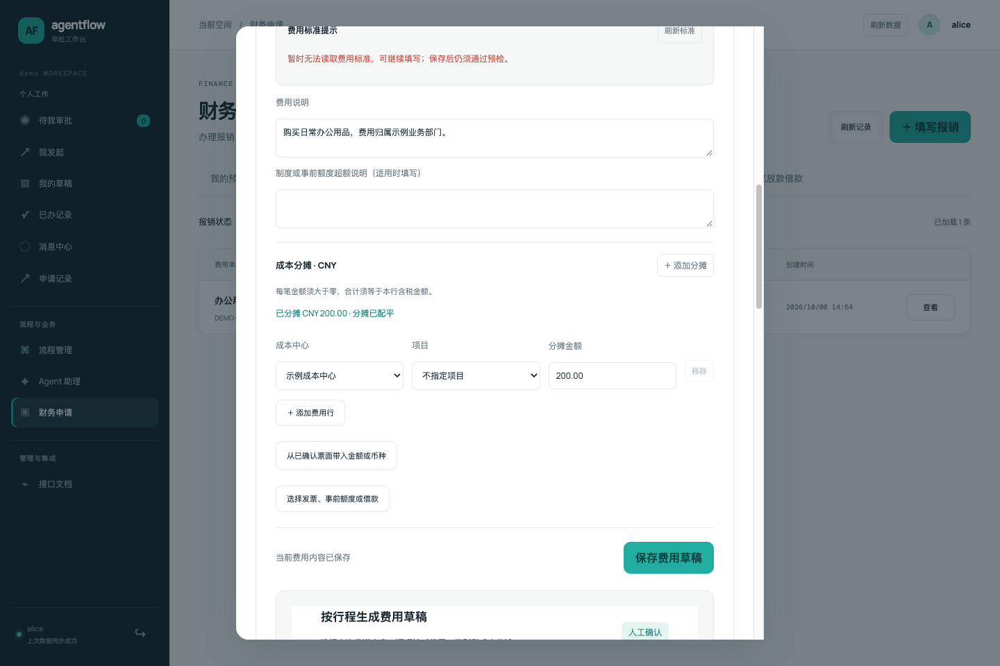 AF
agentflow
审批工作台
demo WORKSPACE
个人工作
待我审批
0
我发起
我的草稿
已办记录
消息中心
申请记录
流程与业务
流程管理
Agent 助理
财务申请
管理与集成
接口文档
alice
上次数据同步成功
当前空间 / 财务申请
刷新数据
A
alice
FINANCE
财务
办理报销
刷新记录
+ 填写报销
我的预
放款借款
报销状态
已加载 1 条
费用单
创建时间
办公
DEMO-
2026/10/08 14:54
查看
费用标准提示
刷新标准
暂时无法读取费用标准，可继续填写；保存后仍须通过预检。
费用说明
购买日常办公用品，费用归属示例业务部门。
制度或事前额度超额说明（适用时填写）
成本分摊 · CNY
+ 添加分摊
每笔金额须大于零，合计须等于本行含税金额。
已分摊 CNY 200.00 · 分摊已配平
成本中心
项目
分摊金额
示例成本中心
不指定项目
200.00
移除
+ 添加费用行
从已确认票面带入金额或币种
选择发票、事前额度或借款
当前费用内容已保存
保存费用草稿
按行程生成费用草稿
人工确认